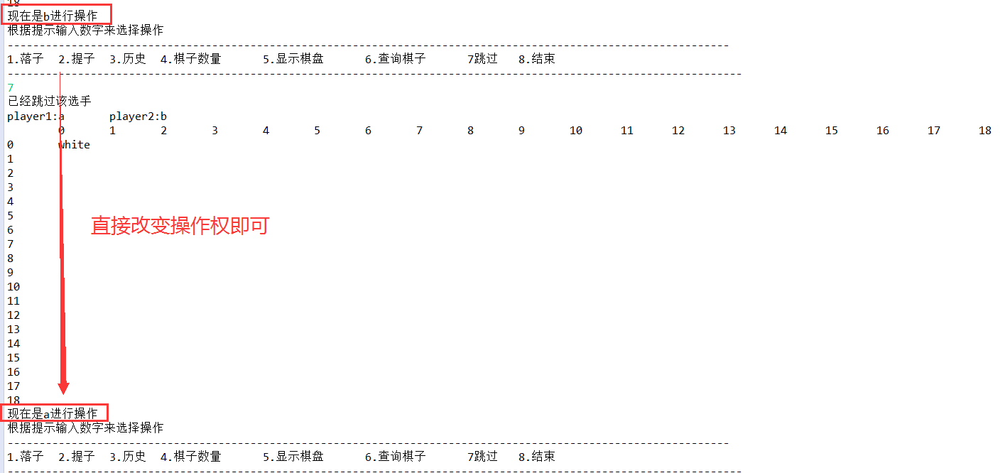 18
现在是b进行操作
根据提示输入数字来选择操作
------------------------------------------------------------------------------------------------------------------
1.落子 2.提子 3.历史 4.棋子数量 5.显示棋盘 6.查询棋子 7跳过 8.结束
--------------------------------------------------------------------------------------------------------------------
7
已经跳过该选手
player1:a player2:b
0 1 2 3 4 5 6 7 8 9 10 11 12 13 14 15 16 17 18
0 white
1
2
3
4
5
直接改变操作权即可
6
7
8
9
10
11
12
13
14
15
16
17
18
现在是a进行操作
根据提示输入数字来选择操作
------------------------------------------------------------------------------------------------------------------
1.落子 2.提子 3.历史 4.棋子数量 5.显示棋盘 6.查询棋子 7跳过 8.结束
--------------------------------------------------------------------------------------------------------------------